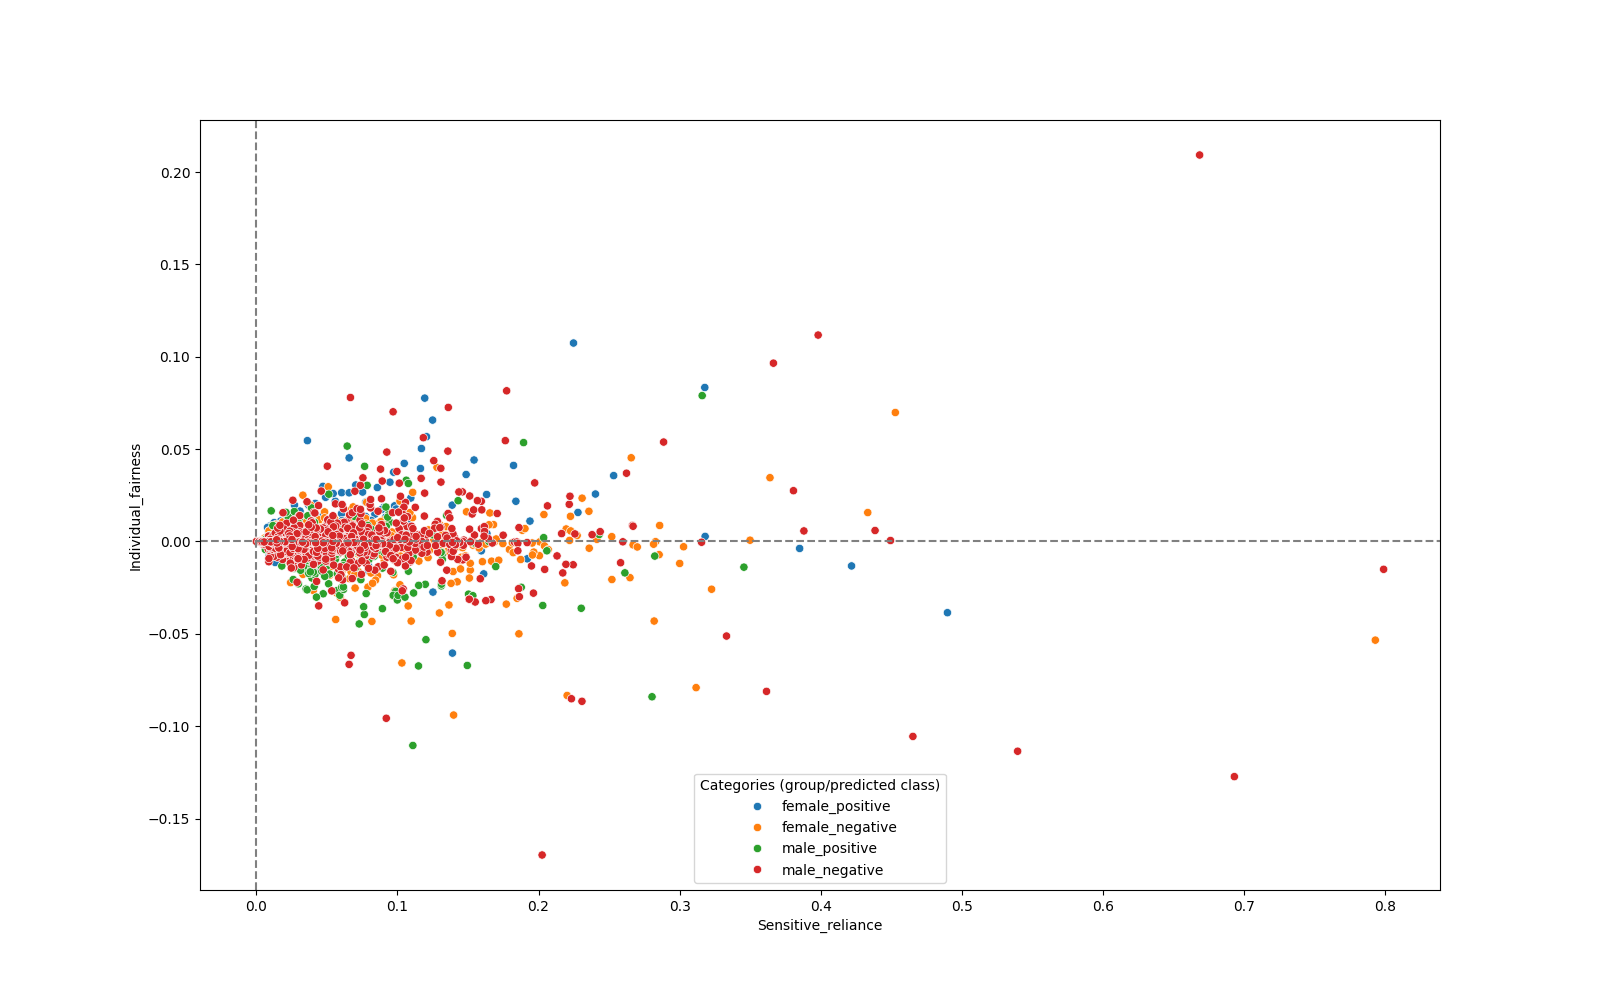 0.20
0.15
0.10
0.05
0.00
−0.05
−0.10
−0.15
Individual_fairness
Categories (group/predicted class)
female_positive
female_negative
male_positive
male_negative
0.0 0.1 0.2 0.3 0.4 0.5 0.6 0.7 0.8
Sensitive_reliance